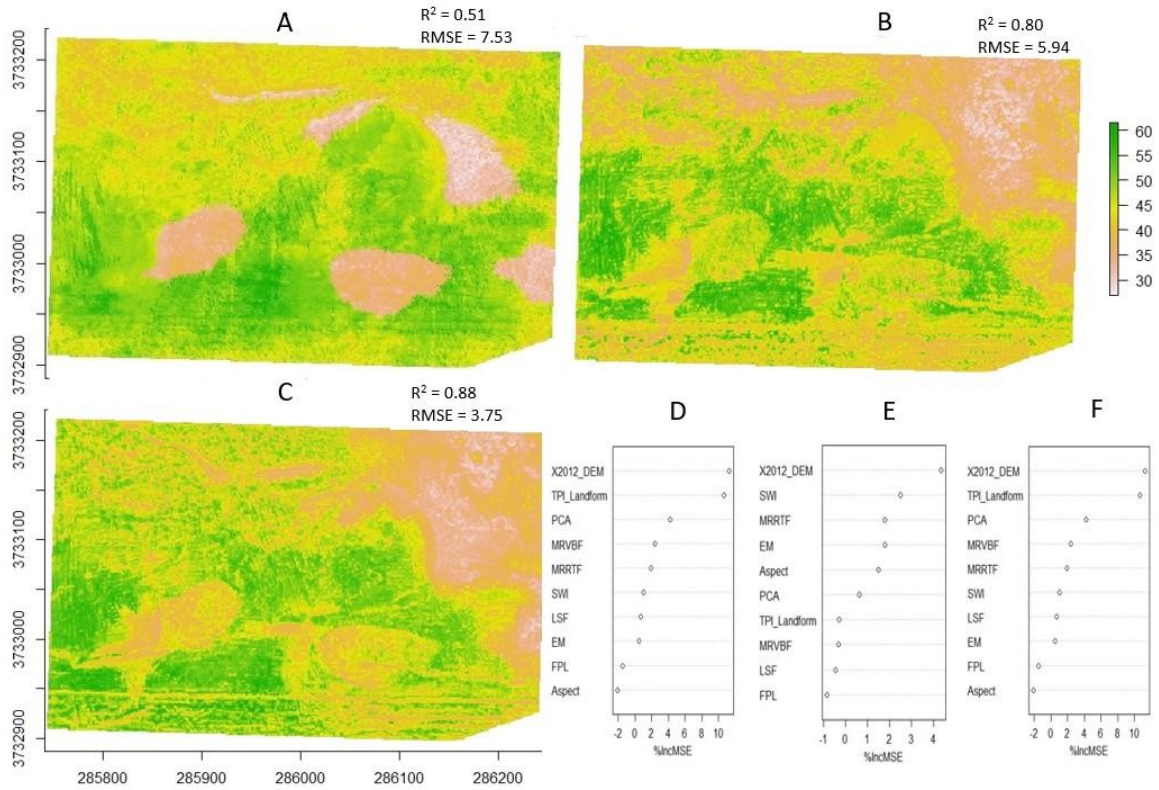 A
R² = 0.51
RMSE = 7.53
B
R² = 0.80
RMSE = 5.94
3733200
3733100
3733000
3732900
60
55
50
45
40
35
30
C
R² = 0.88
RMSE = 3.75
3733200
3733100
3733000
3732900
285800 285900 286000 286100 286200
D
X2012_DEM
TPI_Landform
PCA
MRVBF
MRRTF
SWI
LSF
EM
FPL
Aspect
-2 0 2 4 6 8 10
%IncMSE
E
X2012_DEM
SWI
MRRTF
EM
Aspect
PCA
TPI_Landform
MRVBF
LSF
FPL
-1 0 1 2 3 4
%IncMSE
F
X2012_DEM
TPI_Landform
PCA
MRVBF
MRRTF
SWI
LSF
EM
FPL
Aspect
-2 0 2 4 6 8 10
%IncMSE